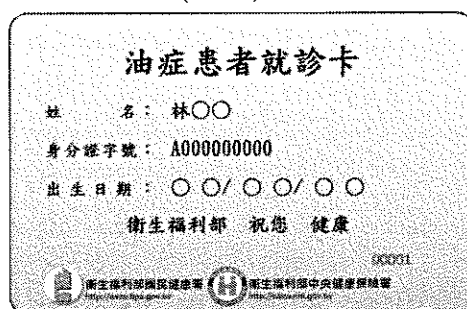 油症患者就診卡
姓 名： 林○○
身分證字號： A000000000
出生日期： ○○/○○/○○
衛生福利部 祝您 健康
00001
衛生福利部國民健康署
衛生福利部中央健康保險署